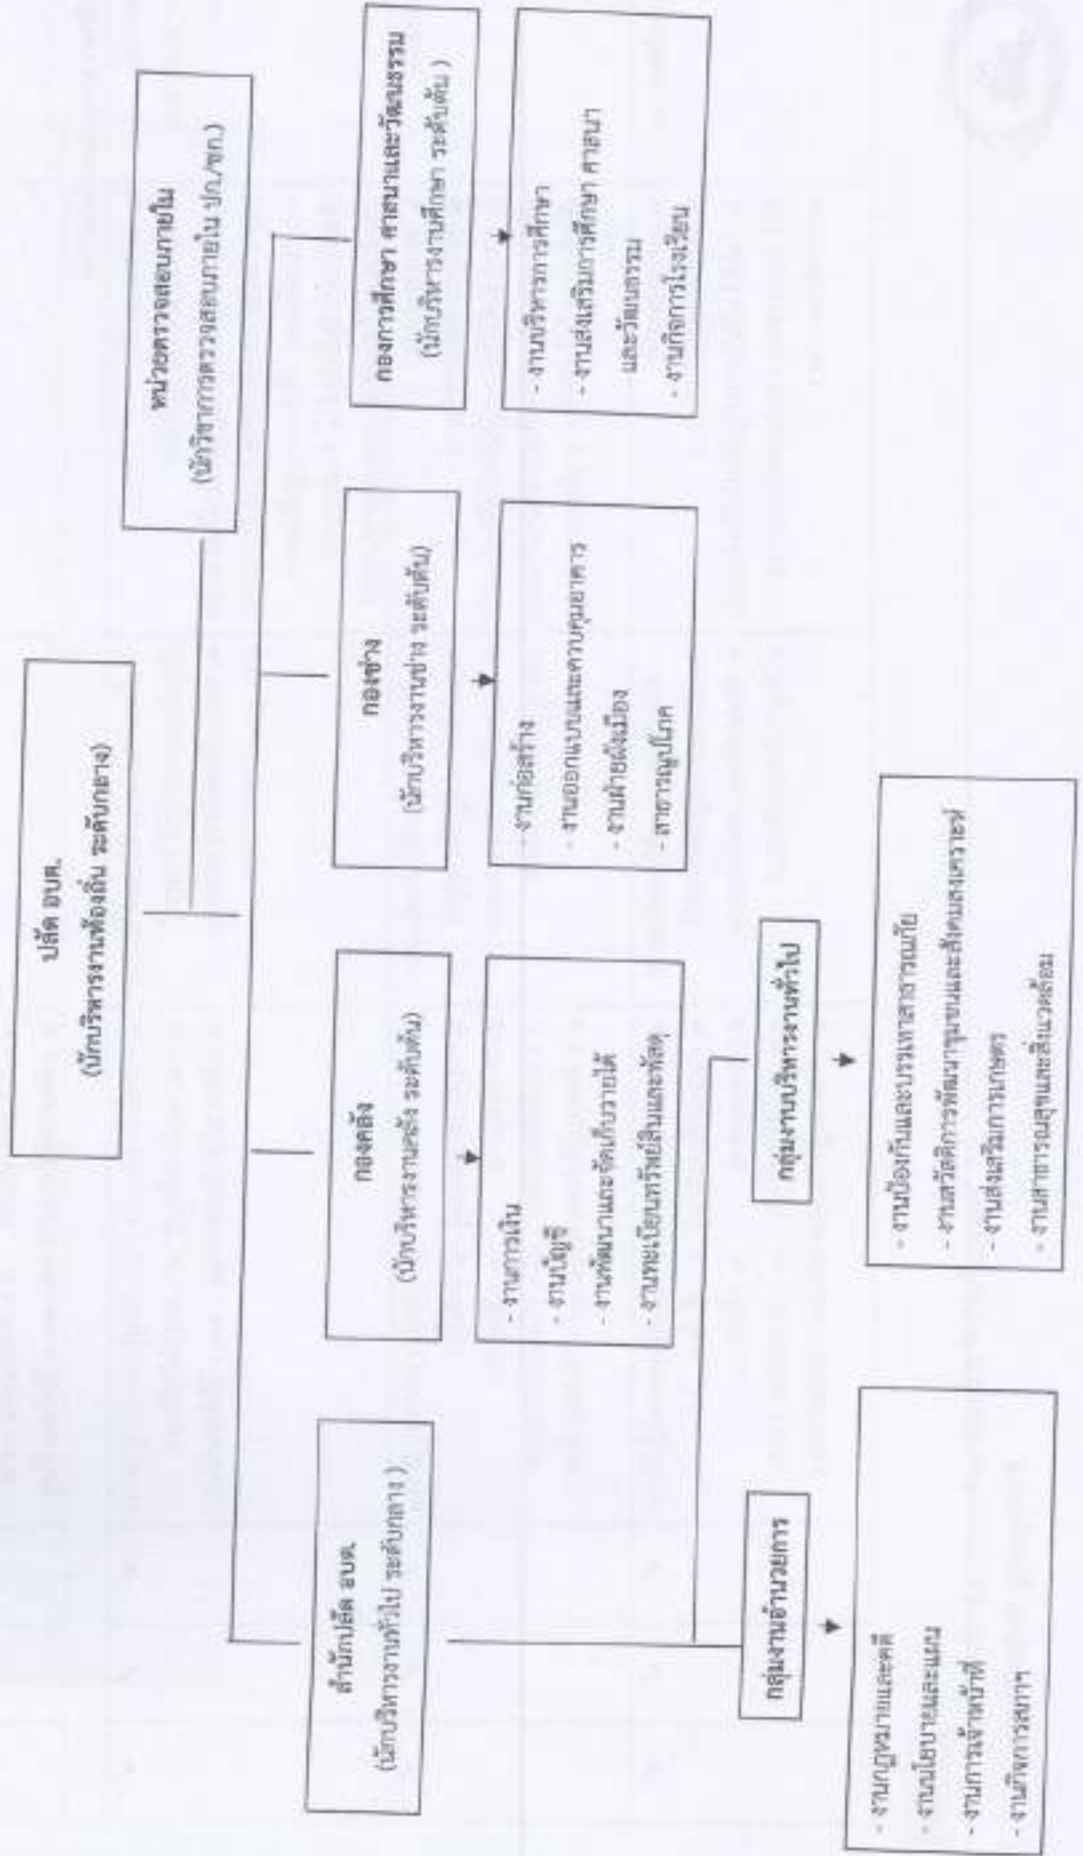 ปลัด อบต.
(นักบริหารงานท้องถิ่น ระดับกลาง)
หน่วยตรวจสอบภายใน
(นักวิชาการตรวจสอบภายใน ปก./ชก.)
สำนักปลัด อบต.
(นักบริหารงานทั่วไป ระดับกลาง )
กองคลัง
(นักบริหารงานคลัง ระดับต้น)
กองช่าง
(นักบริหารงานช่าง ระดับต้น)
กองการศึกษา ศาสนาและวัฒนธรรม
(นักบริหารงานศึกษา ระดับต้น )
- งานการเงิน
- งานบัญชี
- งานพัฒนาและจัดเก็บรายได้
- งานทะเบียนทรัพย์สินและพัสดุ
- งานก่อสร้าง
- งานออกแบบและควบคุมอาคาร
- งานผ้ายผังเมือง
- สาธารณูปโภค
- งานบริหารการศึกษา
- งานส่งเสริมการศึกษา ศาสนา
และวัฒนธรรม
- งานกิจการโรงเรียน
กลุ่มงานอำนวยการ
กลุ่มงานบริหารงานทั่วไป
- งานกฎหมายและคดี
- งานนโยบายและแผน
- งานการเจ้าหน้าที่
- งานกิจการสภาฯ
- งานป้องกันและบรรเทาสาธารณภัย
- งานสวัสดิการพัฒนาชุมชนและสังคมสงเคราะห์
- งานส่งเสริมการเกษตร
- งานสาธารณสุขและสิ่งแวดล้อม